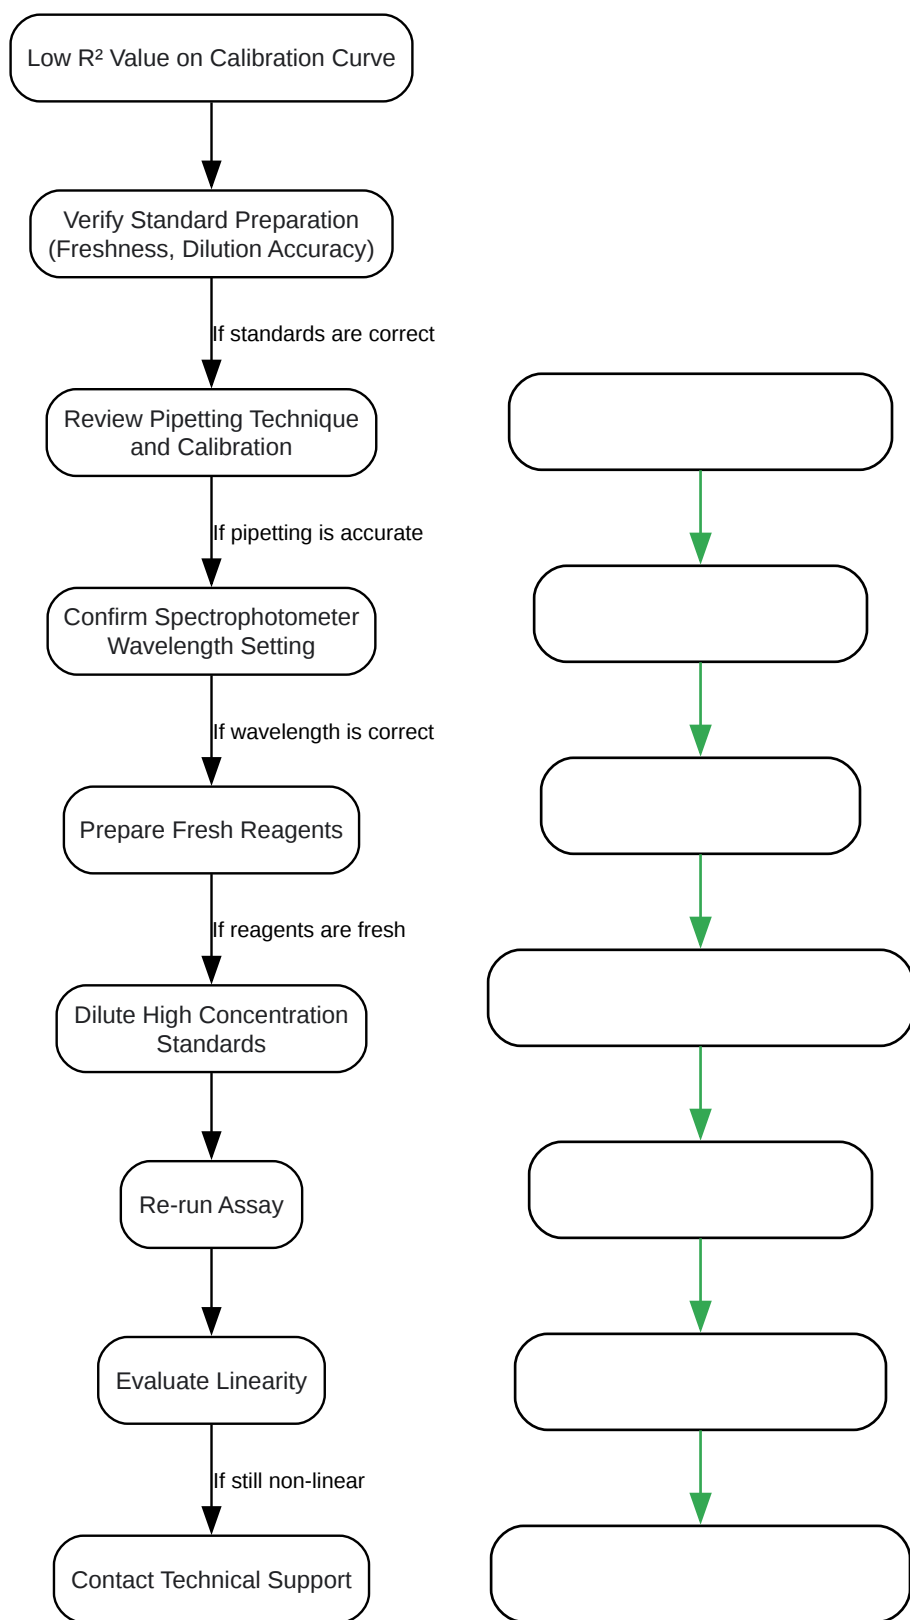 Low R² Value on Calibration Curve
Verify Standard Preparation
(Freshness, Dilution Accuracy)
If standards are correct
Review Pipetting Technique
and Calibration
If pipetting is accurate
Confirm Spectrophotometer
Wavelength Setting
If wavelength is correct
Prepare Fresh Reagents
If reagents are fresh
Dilute High Concentration
Standards
Re-run Assay
Evaluate Linearity
If still non-linear
Contact Technical Support